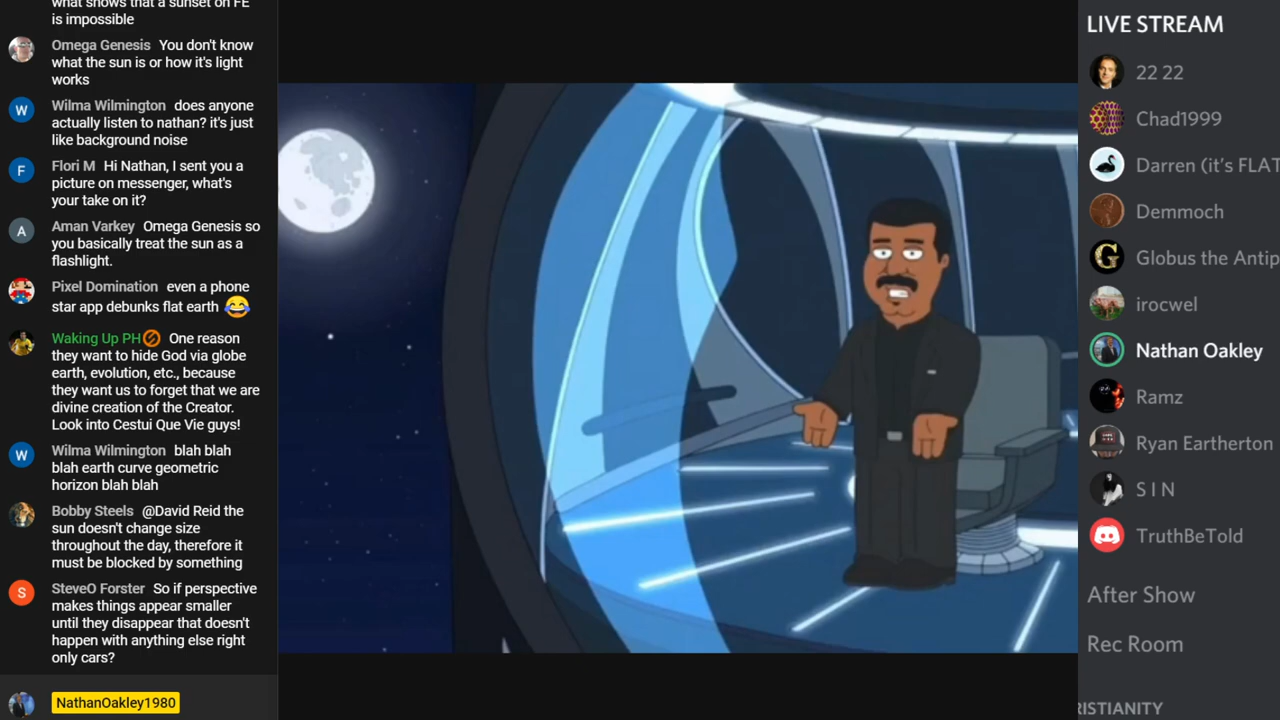 what shows that a sunset on FE
is impossible
Omega Genesis You don't know
what the sun is or how it's light
works
W
Wilma Wilmington does anyone
actually listen to nathan? it's just
like background noise
F
Flori M Hi Nathan, I sent you a
picture on messenger, what's
your take on it?
A
Aman Varkey Omega Genesis so
you basically treat the sun as a
flashlight.
Pixel Domination even a phone
star app debunks flat earth 😂
Waking Up PH One reason
they want to hide God via globe
earth, evolution, etc., because
they want us to forget that we are
divine creation of the Creator.
Look into Cestui Que Vie guys!
W
Wilma Wilmington blah blah
blah earth curve geometric
horizon blah blah
Bobby Steels @David Reid the
sun doesn't change size
throughout the day, therefore it
must be blocked by something
S
SteveO Forster So if perspective
makes things appear smaller
until they disappear that doesn't
happen with anything else right
only cars?
NathanOakley1980
LIVE STREAM
22 22
Chad1999
Darren (it's FLAT
Demmoch
G
Globus the Antip
irocwel
Nathan Oakley
Ramz
Ryan Eartherton
S I N
TruthBeTold
After Show
Rec Room
RISTIANITY